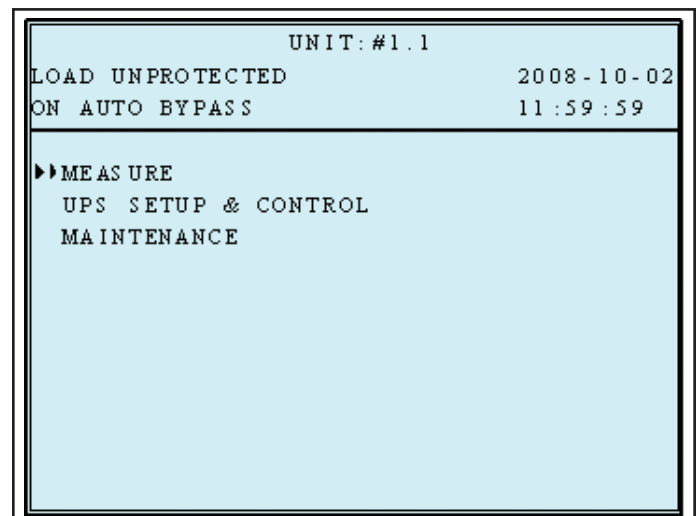 UNIT:#1.1
LOAD UNPROTECTED 2008-10-02
ON AUTO BYPASS 11:59:59
MEASURE
UPS SETUP & CONTROL
MAINTENANCE